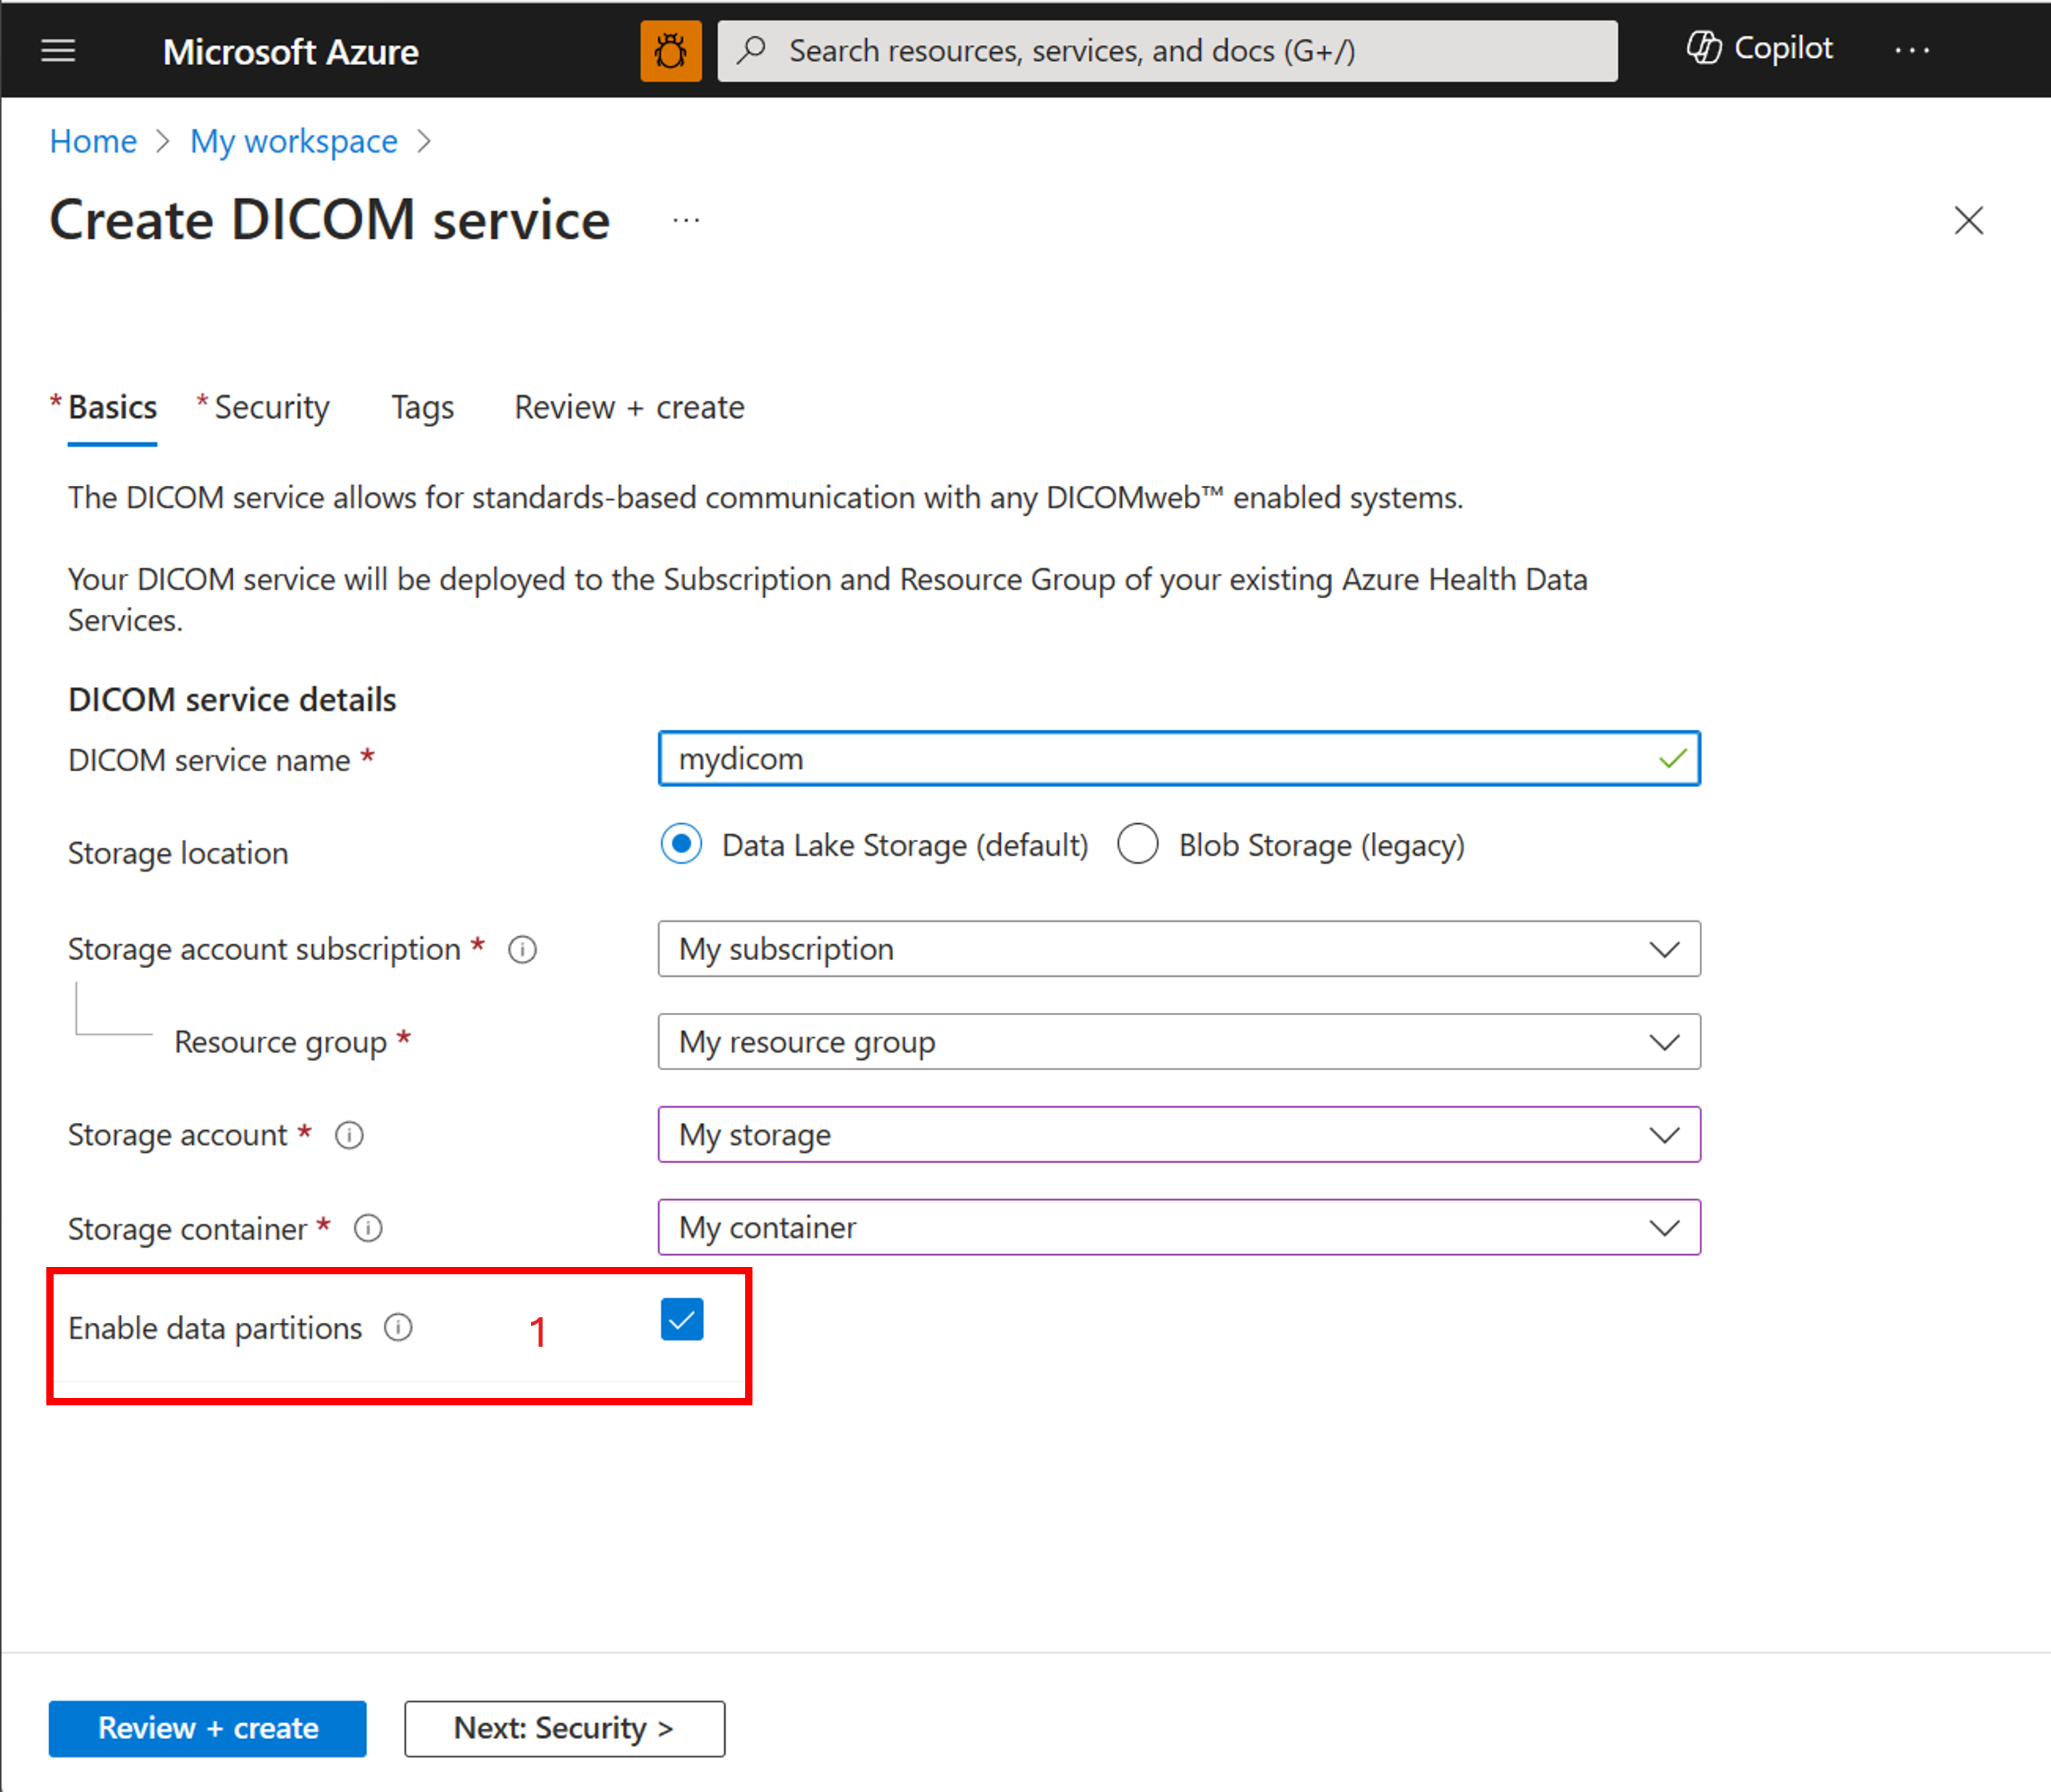 Microsoft Azure
Search resources, services, and docs (G+/)
Copilot
Home > My workspace >
Create DICOM service
* Basics * Security Tags Review + create
The DICOM service allows for standards-based communication with any DICOMweb™ enabled systems.
Your DICOM service will be deployed to the Subscription and Resource Group of your existing Azure Health Data
Services.
DICOM service details
DICOM service name * mydicom
Storage location Data Lake Storage (default) Blob Storage (legacy)
Storage account subscription * My subscription
Resource group * My resource group
Storage account * My storage
Storage container * My container
Enable data partitions 1
Review + create Next: Security >